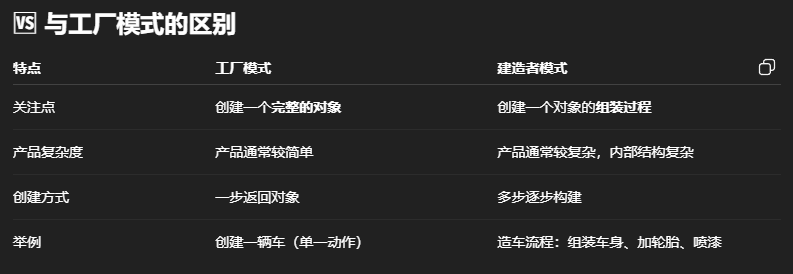 🆚 与工厂模式的区别
特点 工厂模式 建造者模式
关注点 创建一个完整的对象 创建一个对象的组装过程
产品复杂度 产品通常较简单 产品通常较复杂，内部结构复杂
创建方式 一步返回对象 多步逐步构建
举例 创建一辆车（单一动作） 造车流程：组装车身、加轮胎、喷漆